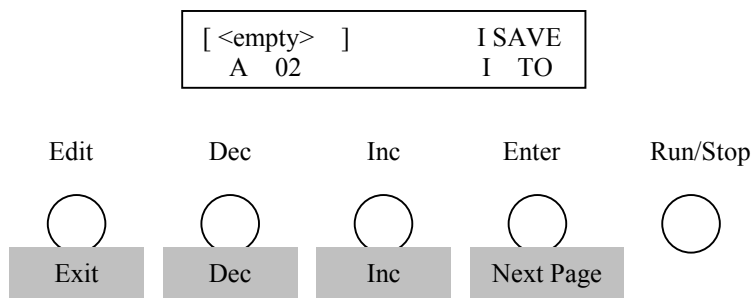 [ <empty> ] I SAVE
A 02 I TO
Edit Dec Inc Enter Run/Stop
Exit Dec Inc Next Page